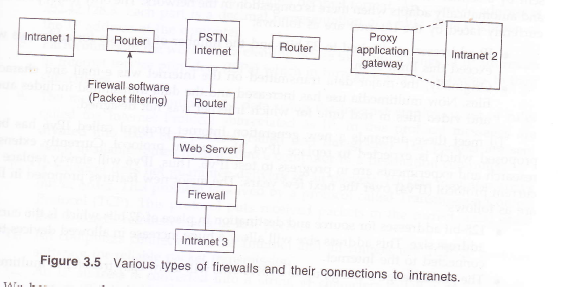 Intranet 1
Router
PSTN
Internet
Router
Proxy
application
gateway
Intranet 2
Firewall software
(Packet filtering)
Router
Web Server
Firewall
Intranet 3
Figure 3.5 Various types of firewalls and their connections to intranets.